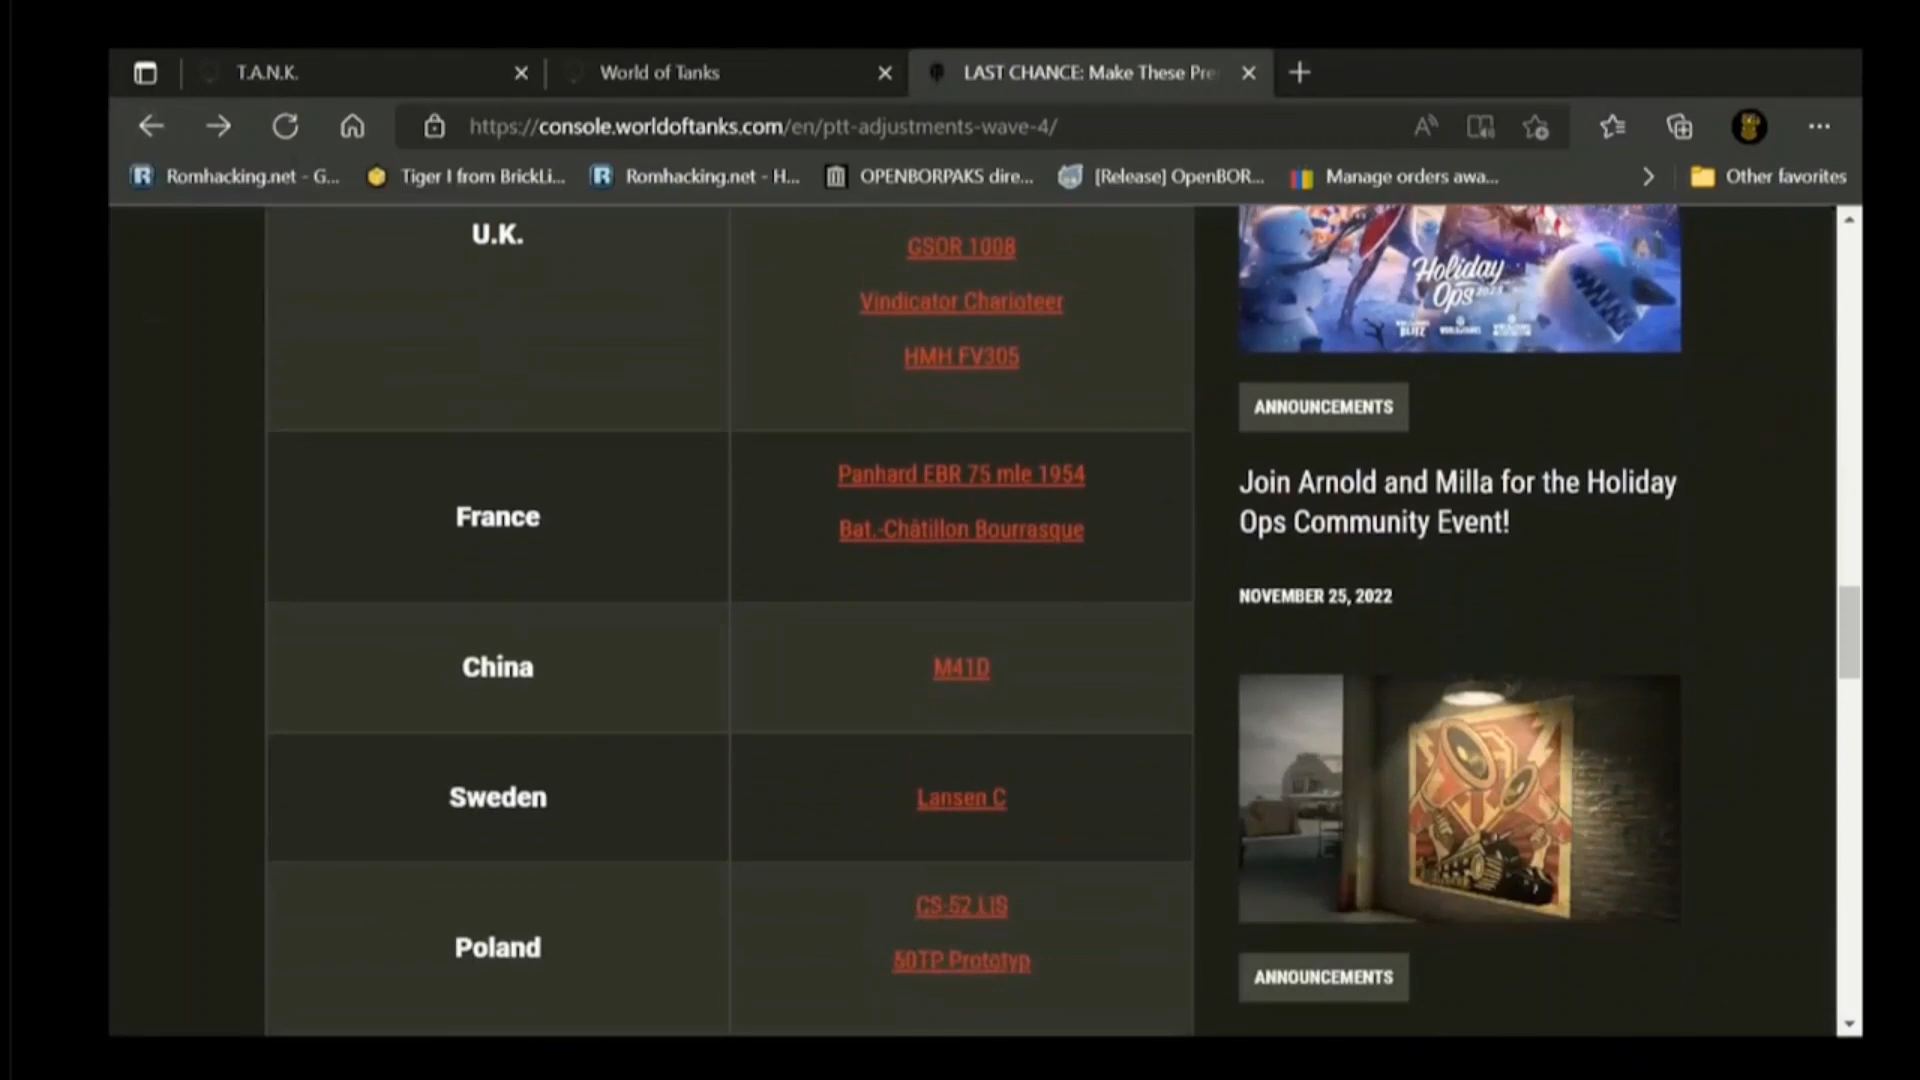 T.A.N.K.
World of Tanks
LAST CHANCE: Make These Pre
https://console.worldoftanks.com/en/ptt-adjustments-wave-4/
Romhacking.net - G...
Tiger I from BrickLi...
Romhacking.net - H...
OPENBORPAKS dire...
[Release] OpenBOR...
Manage orders awa...
Other favorites
U.K.
GSOR 1008
Vindicator Charioteer
HMH FV305
France
Panhard EBR 75 mle 1954
Bat.-Châtillon Bourrasque
China
M41D
Sweden
Lansen C
Poland
CS-52 LIS
50TP Prototyp
Holiday
Ops
ANNOUNCEMENTS
Join Arnold and Milla for the Holiday
Ops Community Event!
NOVEMBER 25, 2022
ANNOUNCEMENTS